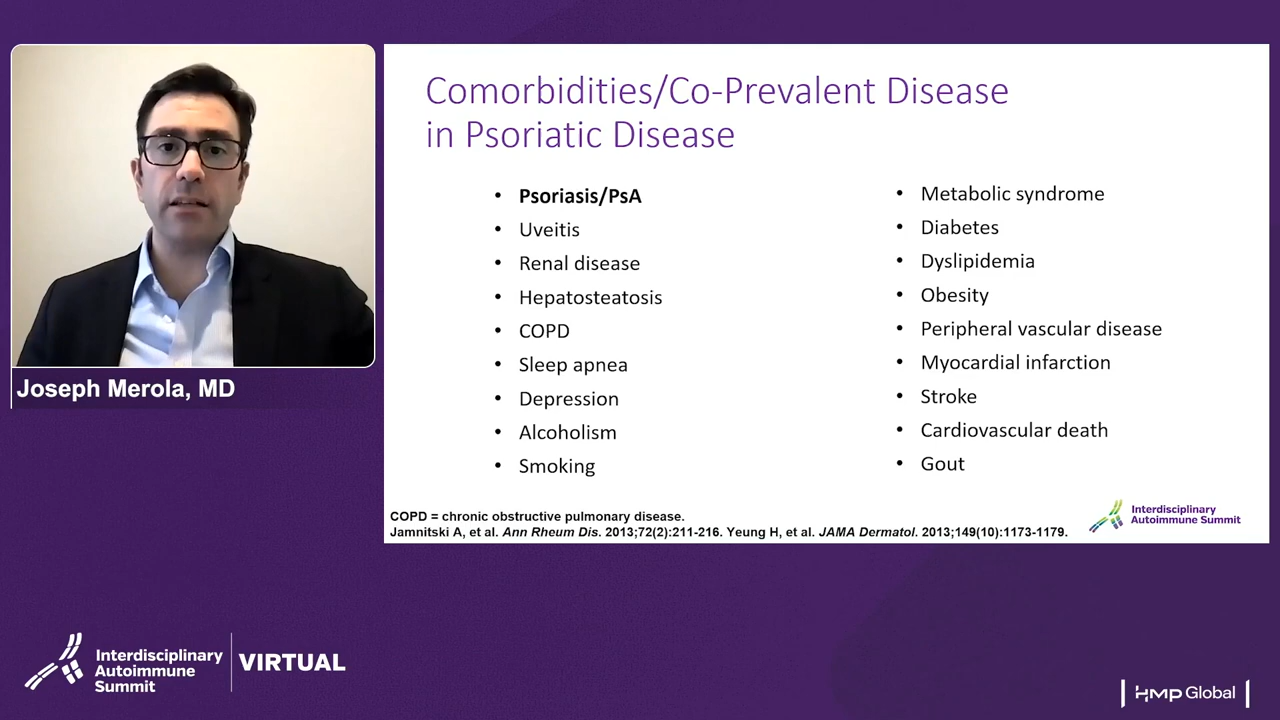 Comorbidities/Co-Prevalent Disease
in Psoriatic Disease
• Psoriasis/PsA
• Uveitis
• Renal disease
• Hepatosteatosis
• COPD
• Sleep apnea
• Depression
• Alcoholism
• Smoking
• Metabolic syndrome
• Diabetes
• Dyslipidemia
• Obesity
• Peripheral vascular disease
• Myocardial infarction
• Stroke
• Cardiovascular death
• Gout
COPD = chronic obstructive pulmonary disease.
Jamnitski A, et al. Ann Rheum Dis. 2013;72(2):211-216. Yeung H, et al. JAMA Dermatol. 2013;149(10):1173-1179.
Interdisciplinary
Autoimmune Summit
Joseph Merola, MD
Interdisciplinary
Autoimmune
Summit
VIRTUAL
HMP Global